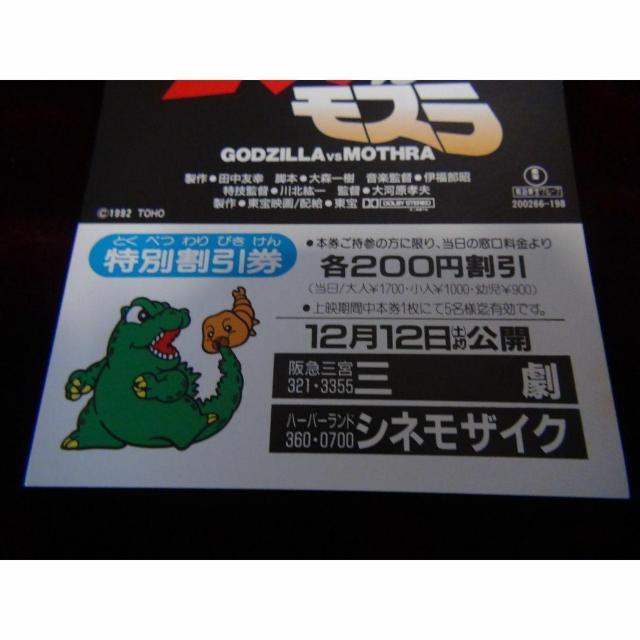 モスラ
GODZILLA vs MOTHRA
製作●田中友幸 脚本●大森一樹 音楽監督●伊福部昭
特技監督●川北紘一 監督●大河原孝夫
製作●東宝映画/配給●東宝 DOLBY STEREO
©1992 TOHO
200266-198
とくべつわりびきけん
特別割引券
●本券ご持参の方に限り、当日の窓口料金より
各200円割引
(当日/大人¥1700・小人¥1000・幼児¥900)
●上映期間中本券1枚にて5名様迄有効です。
12月12日(土)より公開
阪急三宮
321・3355
三劇
ハーバーランド
360・0700
シネモザイク